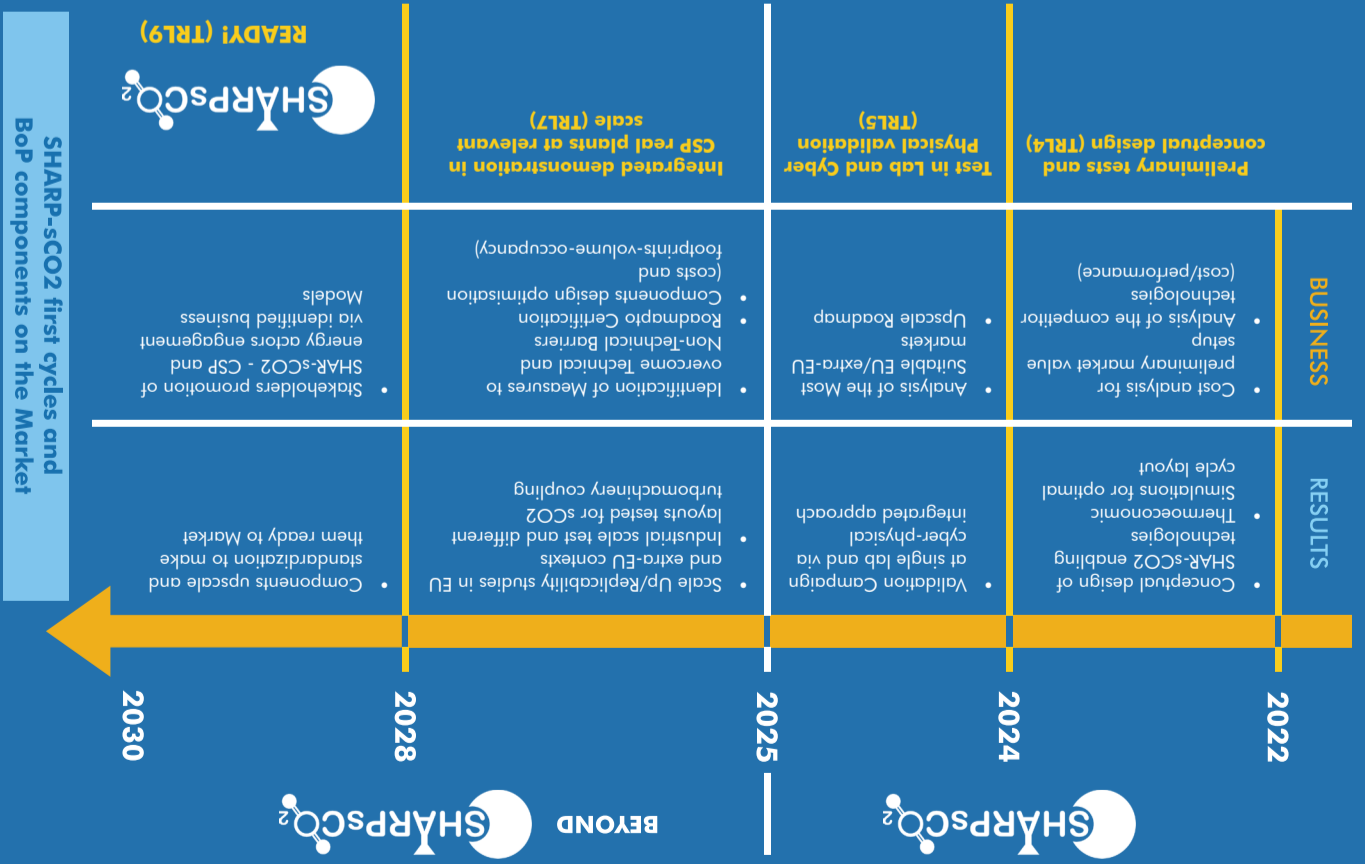 SHARPsCO₂
BEYOND SHARPsCO₂
2022
2024
2025
2028
2030
RESULTS
• Conceptual design of
SHAR-sCO2 enabling
technologies
• Thermoeconomic
Simulations for optimal
cycle layout
• Validation Campaign
at single lab and via
cyber-physical
integrated approach
• Scale Up/Replicability studies in EU
and extra-EU contexts
• Industrial scale test and different
layouts tested for sCO2
turbomachinery coupling
• Components upscale and
standardization to make
them ready to Market
BUSINESS
• Cost analysis for
preliminary market value
setup
• Analysis of the competitor
technologies
(cost/performance)
• Analysis of the Most
Suitable EU/extra-EU
markets
• Upscale Roadmap
• Identification of Measures to
overcome Technical and
Non-Technical Barriers
• Roadmapto Certification
• Components design optimisation
(costs and
footprints-volume-occupancy)
• Stakeholders promotion of
SHAR-sCO2 - CSP and
energy actors engagement
via identified business
Models
Preliminary tests and
conceptual design (TRL4)
Test in Lab and Cyber
Physical validation
(TRL5)
Integrated demonstration in
CSP real plants at relevant
scale (TRL7)
SHARPsCO₂
READY! (TRL9)
SHARP-sCO2 first cycles and
BoP components on the Market